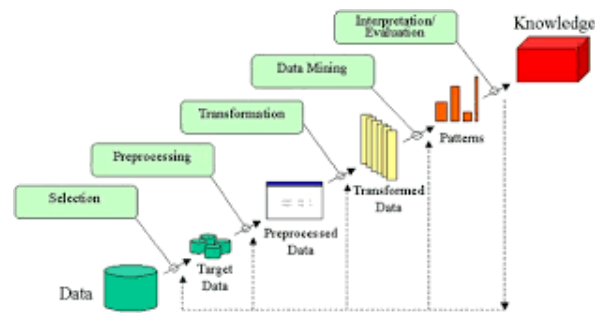 Interpretation/
Evaluation
Knowledge
Data Mining
Transformation
Patterns
Preprocessing
Transformed
Data
Selection
Preprocessed
Data
Target
Data
Data